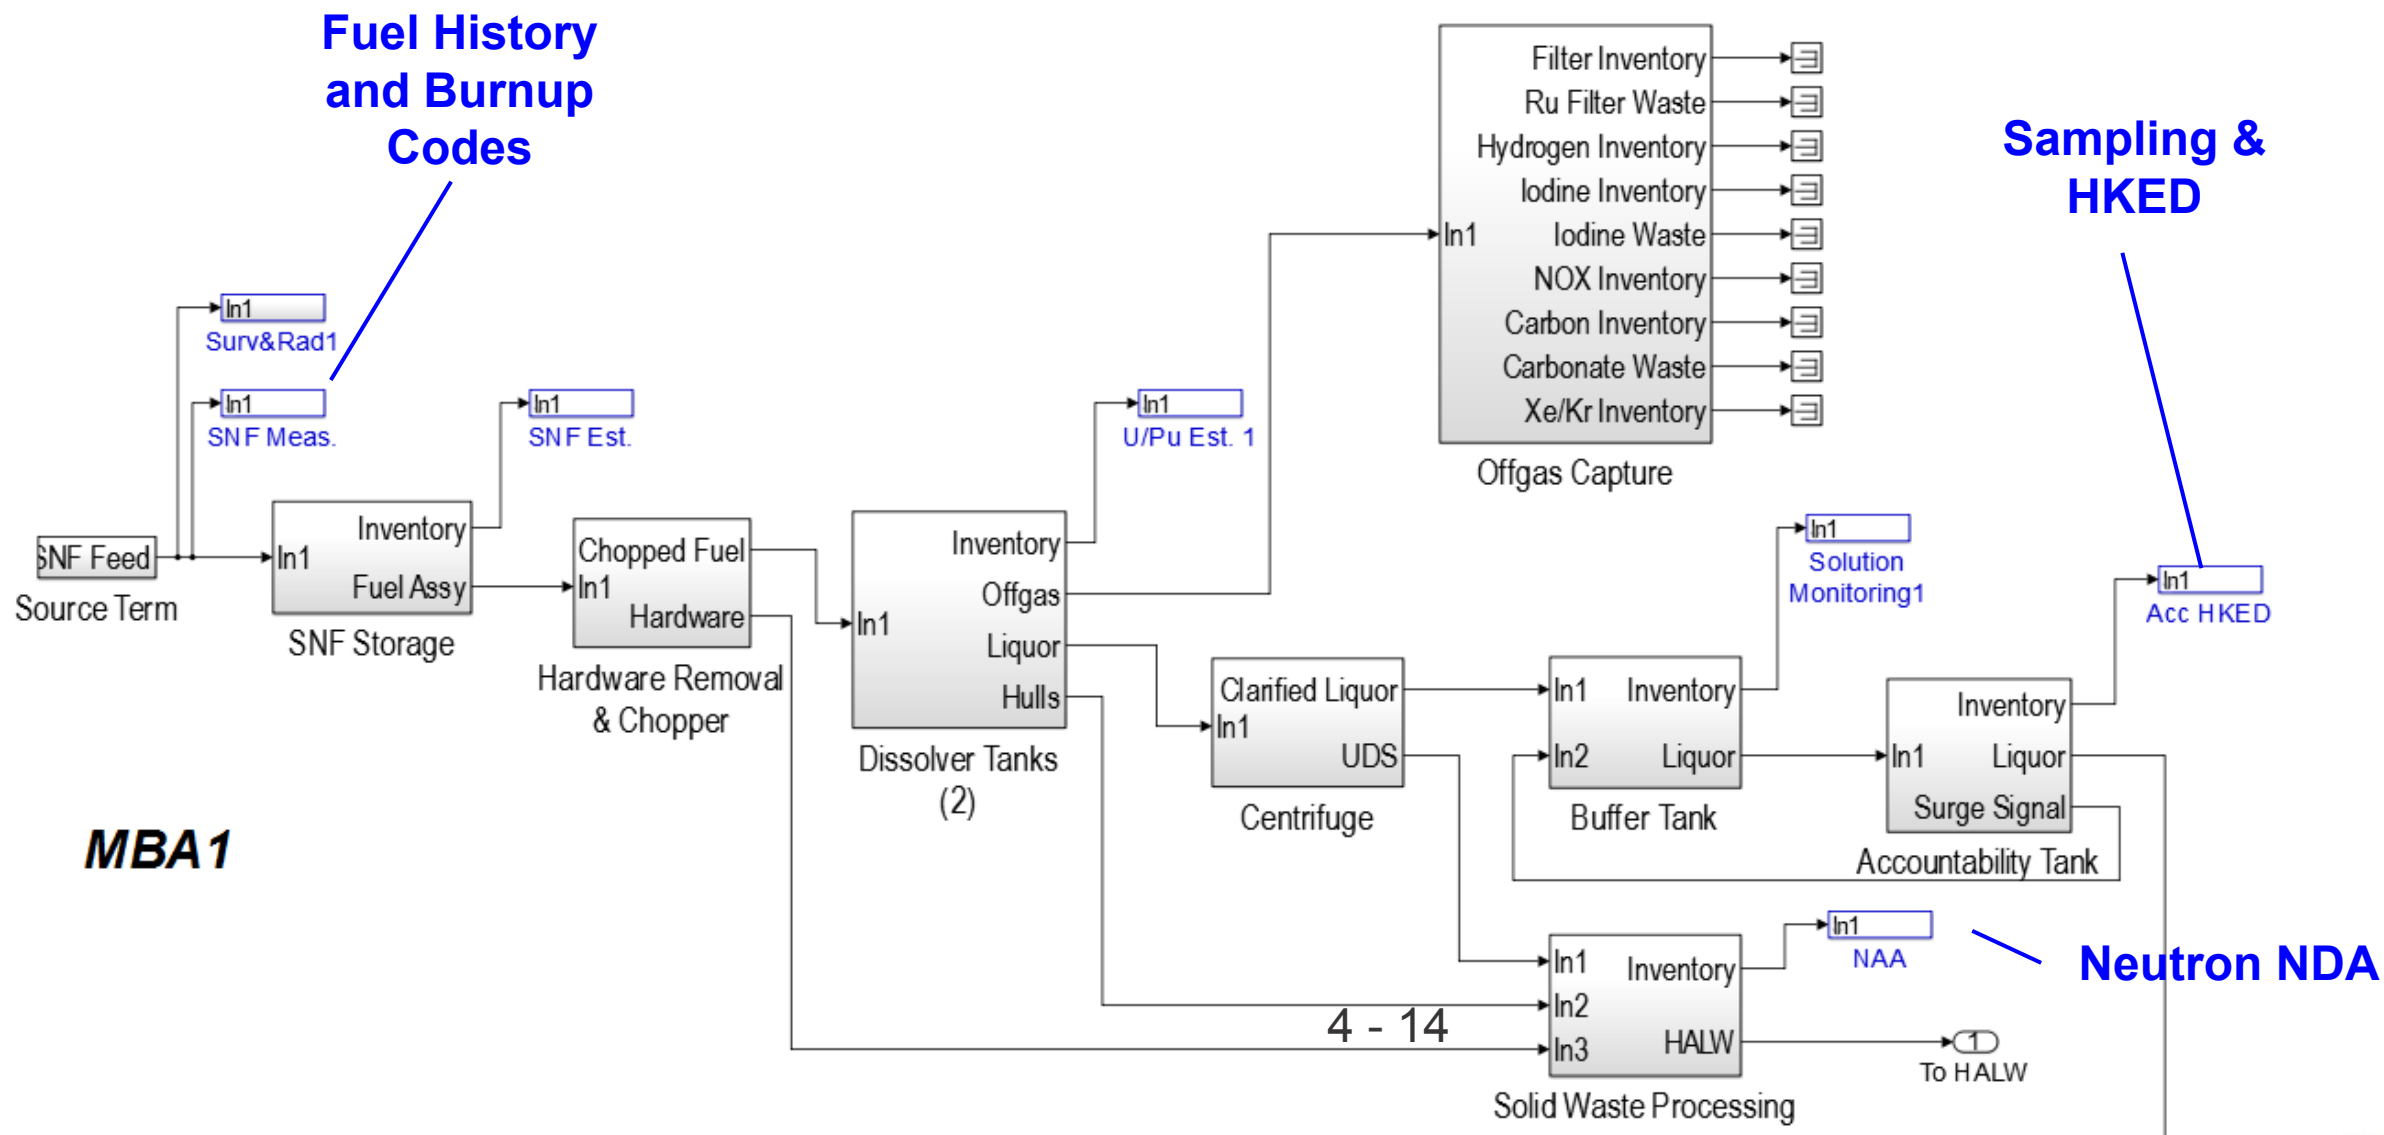 Fuel History
and Burnup
Codes
Sampling &
HKED
Filter Inventory
Ru Filter Waste
Hydrogen Inventory
Iodine Inventory
In1
Iodine Waste
NOX Inventory
Carbon Inventory
Carbonate Waste
Xe/Kr Inventory
Offgas Capture
In1
Surv&Rad1
In1
SNF Meas.
In1
SNF Est.
In1
U/Pu Est. 1
SNF Feed
Source Term
In1
Inventory
Fuel Assy
SNF Storage
Chopped Fuel
In1
Hardware
Hardware Removal
& Chopper
In1
Inventory
Offgas
Liquor
Hulls
Dissolver Tanks
(2)
Clarified Liquor
In1
UDS
Centrifuge
In1
Solution
Monitoring1
In1
Inventory
In2
Liquor
Buffer Tank
In1
Acc HKED
Inventory
In1
Liquor
Surge Signal
Accountability Tank
MBA1
In1
NAA
Neutron NDA
In1
Inventory
In2
In3
HALW
Solid Waste Processing
4 - 14
1
To HALW